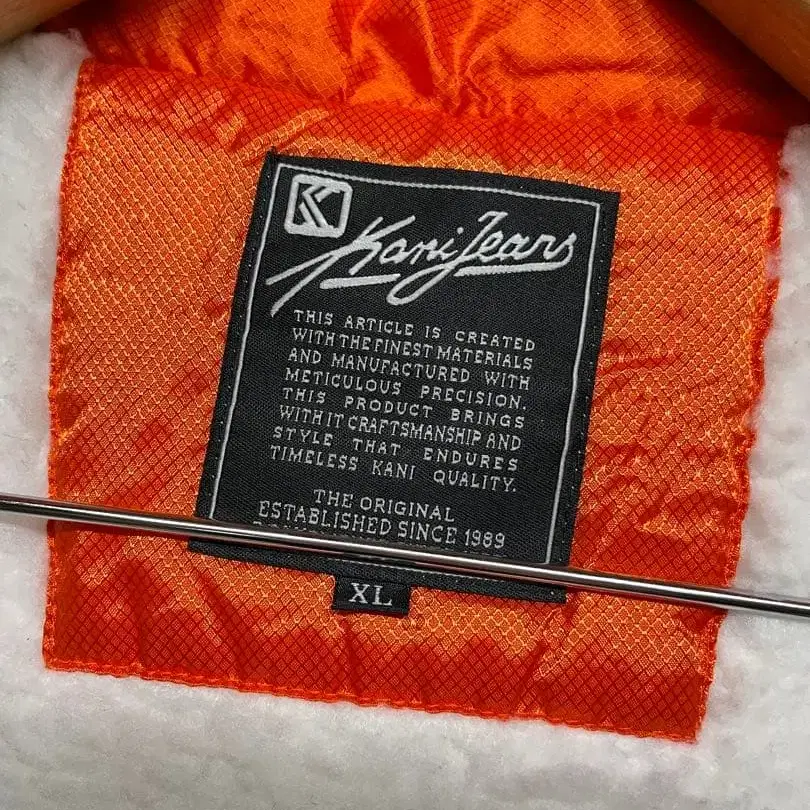 Kani Jeans
THIS ARTICLE IS CREATED
WITH THE FINEST MATERIALS
AND MANUFACTURED WITH
METICULOUS PRECISION.
THIS PRODUCT BRINGS
WITH IT CRAFTSMANSHIP AND
STYLE THAT ENDURES
TIMELESS KANI QUALITY.
THE ORIGINAL
ESTABLISHED SINCE 1989
XL